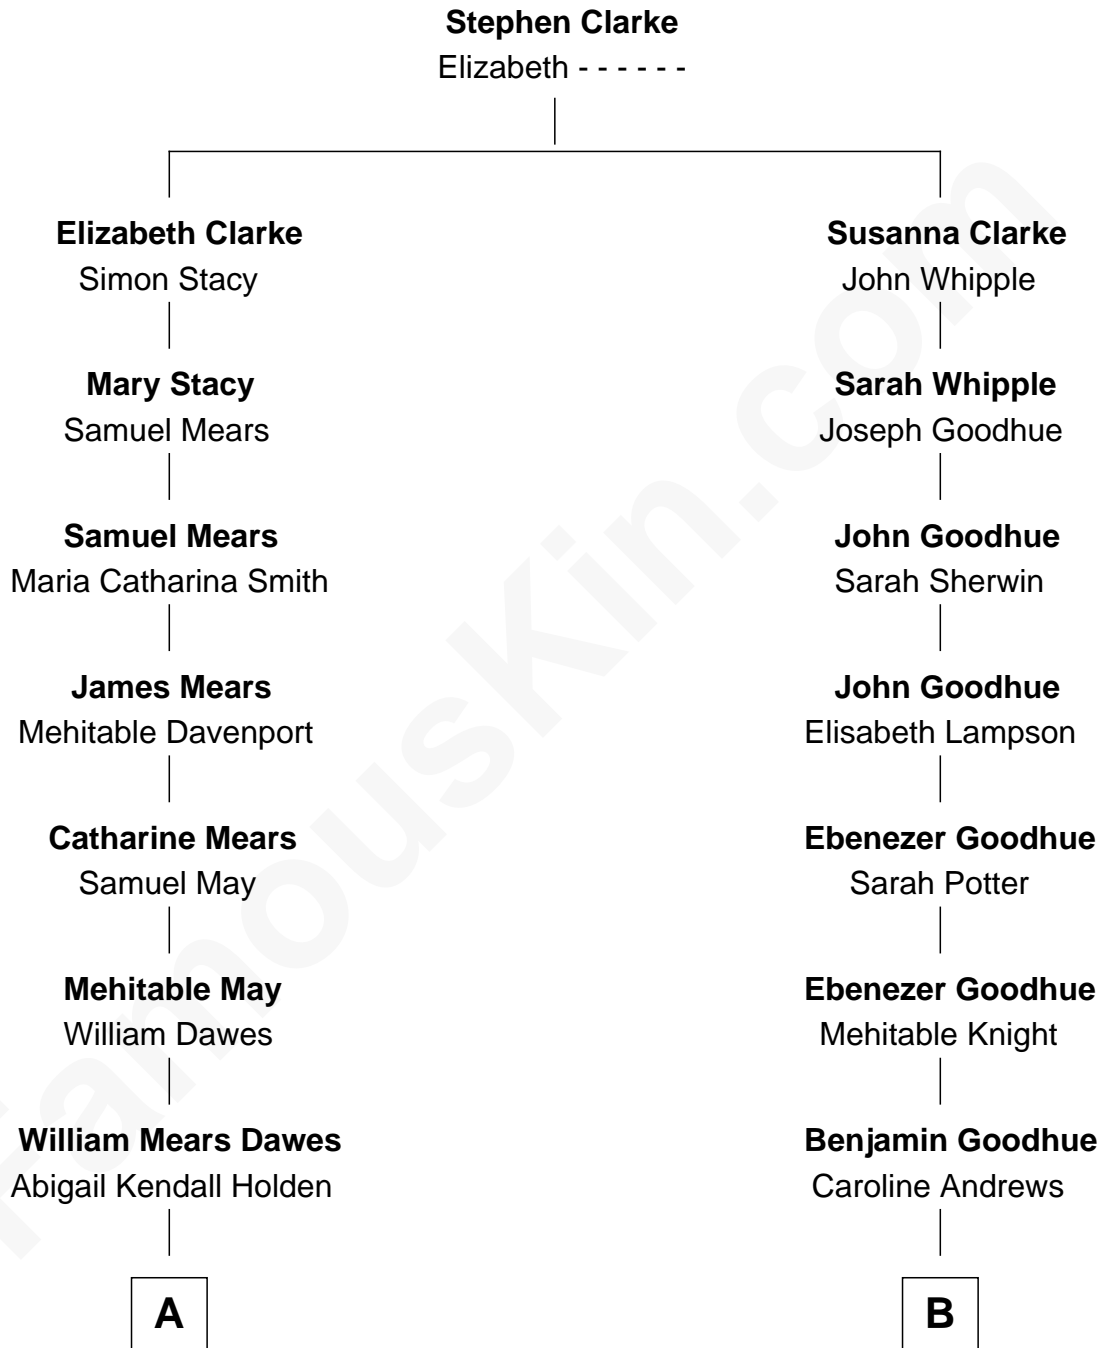 Stephen Clarke
Elizabeth - - - - - -
Elizabeth Clarke
Simon Stacy
Susanna Clarke
John Whipple
Mary Stacy
Samuel Mears
Sarah Whipple
Joseph Goodhue
Samuel Mears
Maria Catharina Smith
John Goodhue
Sarah Sherwin
James Mears
Mehitable Davenport
John Goodhue
Elisabeth Lampson
Catharine Mears
Samuel May
Ebenezer Goodhue
Sarah Potter
Mehitable May
William Dawes
Ebenezer Goodhue
Mehitable Knight
William Mears Dawes
Abigail Kendall Holden
Benjamin Goodhue
Caroline Andrews
A
B
FamousKin.com